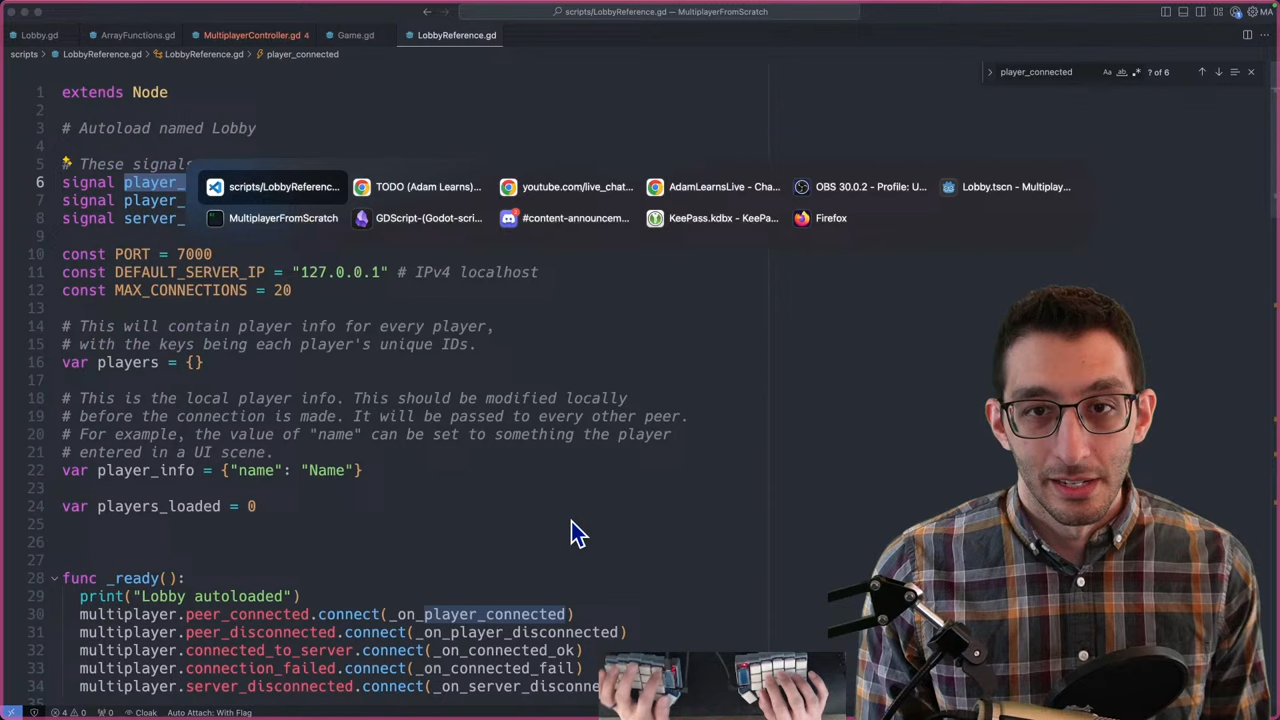 scripts/LobbyReference.gd — MultiplayerFromScratch
MA
Lobby.gd
ArrayFunctions.gd
MultiplayerController.gd 4
Game.gd
LobbyReference.gd
scripts > LobbyReference.gd > LobbyReference.gd > player_connected
player_connected
Aa
ab
? of 6
1 extends Node
2
3 # Autoload named Lobby
4
5 # These signals
6 signal player_
7 signal player_
8 signal server_
9
scripts/LobbyReferenc...
TODO (Adam Learns)...
youtube.com/live_chat...
AdamLearnsLive - Cha...
OBS 30.0.2 - Profile: U...
Lobby.tscn - Multiplay...
MultiplayerFromScratch
GDScript-(Godot-scri...
#content-announcem...
KeePass.kdbx - KeePa...
Firefox
10 const PORT = 7000
11 const DEFAULT_SERVER_IP = "127.0.0.1" # IPv4 localhost
12 const MAX_CONNECTIONS = 20
13
14 # This will contain player info for every player,
15 # with the keys being each player's unique IDs.
16 var players = {}
17
18 # This is the local player info. This should be modified locally
19 # before the connection is made. It will be passed to every other peer.
20 # For example, the value of "name" can be set to something the player
21 # entered in a UI scene.
22 var player_info = {"name": "Name"}
23
24 var players_loaded = 0
25
26
27
28 func _ready():
29 print("Lobby autoloaded")
30 multiplayer.peer_connected.connect(_on_player_connected)
31 multiplayer.peer_disconnected.connect(_on_player_disconnected)
32 multiplayer.connected_to_server.connect(_on_connected_ok)
33 multiplayer.connection_failed.connect(_on_connected_fail)
34 multiplayer.server_disconnected.connect(_on_server_disconne
4 0
0
Cloak
Auto Attach: With Flag